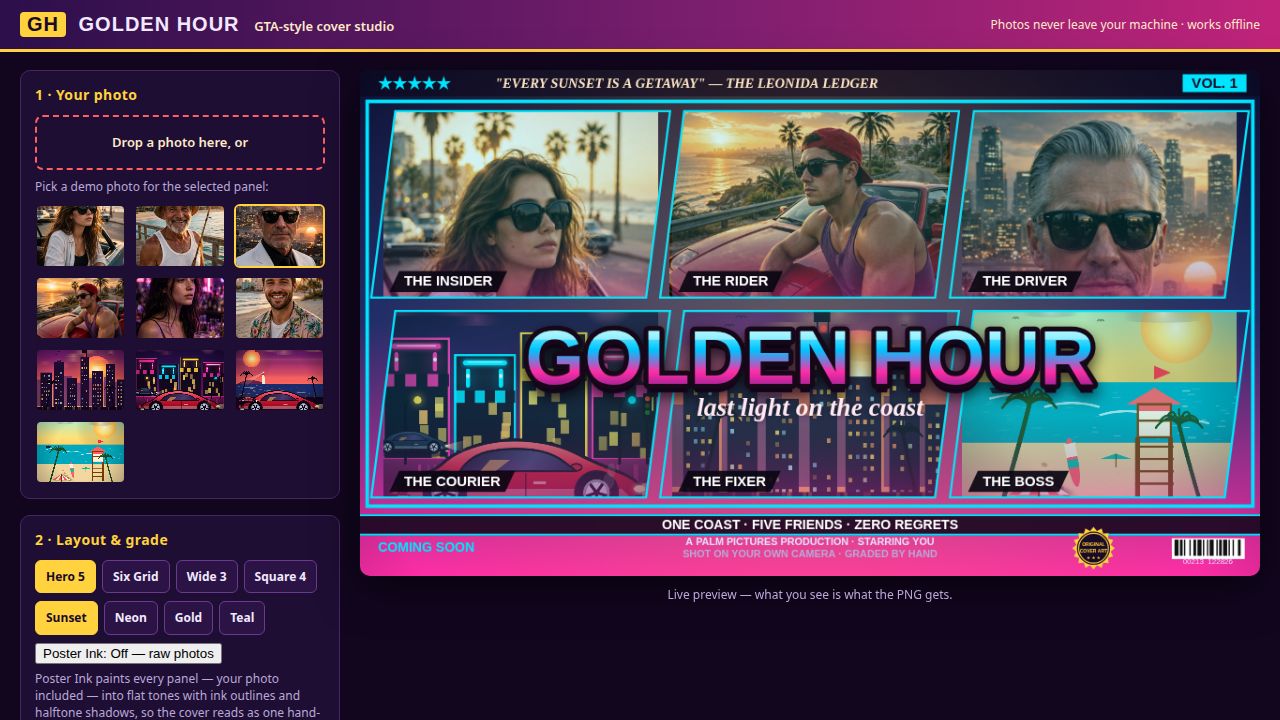 GH GOLDEN HOUR GTA-style cover studio
Photos never leave your machine · works offline
1 · Your photo
Drop a photo here, or
Pick a demo photo for the selected panel:
2 · Layout & grade
Hero 5 Six Grid Wide 3 Square 4
Sunset Neon Gold Teal
Poster Ink: Off — raw photos
Poster Ink paints every panel — your photo
included — into flat tones with ink outlines and
halftone shadows, so the cover reads as one hand-
★★★★★ "EVERY SUNSET IS A GETAWAY" — THE LEONIDA LEDGER VOL. 1
THE INSIDER THE RIDER THE DRIVER
GOLDEN HOUR
last light on the coast
THE COURIER THE FIXER THE BOSS
ONE COAST · FIVE FRIENDS · ZERO REGRETS
COMING SOON
A PALM PICTURES PRODUCTION · STARRING YOU
SHOT ON YOUR OWN CAMERA · GRADED BY HAND
ORIGINAL
COVER ART
★ ★ ★
00213 122826
Live preview — what you see is what the PNG gets.